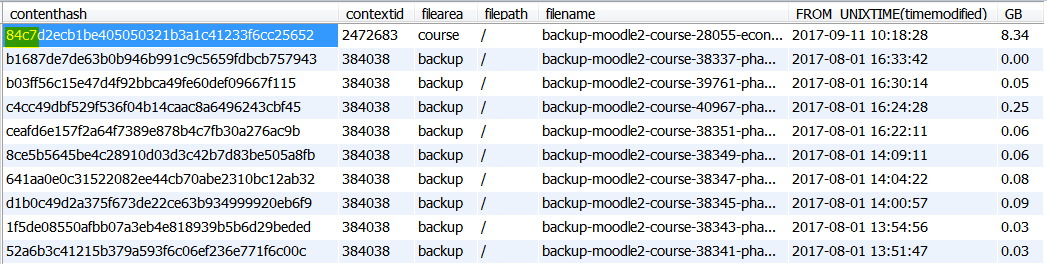 contenthash contextid filearea filepath filename FROM_UNIXTIME(timemodified) GB
84c7d2ecb1be405050321b3a1c41233f6cc25652 2472683 course / backup-moodle2-course-28055-econ... 2017-09-11 10:18:28 8.34
b1687de7de63b0b946b991c9c5659fdbcb757943 384038 backup / backup-moodle2-course-38337-pha... 2017-08-01 16:33:42 0.00
b03ff56c15e47d4f92bbca49fe60def09667f115 384038 backup / backup-moodle2-course-39761-pha... 2017-08-01 16:30:14 0.05
c4cc49dbf529f536f04b14caac8a6496243cbf45 384038 backup / backup-moodle2-course-40967-pha... 2017-08-01 16:24:28 0.25
ceafd6e157f2a64f7389e878b4c7fb30a276ac9b 384038 backup / backup-moodle2-course-38351-pha... 2017-08-01 16:22:11 0.06
8ce5b5645be4c28910d03d3c42b7d83be505a8fb 384038 backup / backup-moodle2-course-38349-pha... 2017-08-01 14:09:11 0.06
641aa0e0c31522082ee44cb70abe2310bc12ab32 384038 backup / backup-moodle2-course-38347-pha... 2017-08-01 14:04:22 0.08
d1b0c49d2a375f673de22ce63b934999920eb6f9 384038 backup / backup-moodle2-course-38345-pha... 2017-08-01 14:00:57 0.09
1f5de08550afbb07a3eb4e818939b5b6d29beded 384038 backup / backup-moodle2-course-38343-pha... 2017-08-01 13:54:56 0.03
52a6b3c41215b379a593f6c06ef236e771f6c00c 384038 backup / backup-moodle2-course-38341-pha... 2017-08-01 13:51:47 0.03